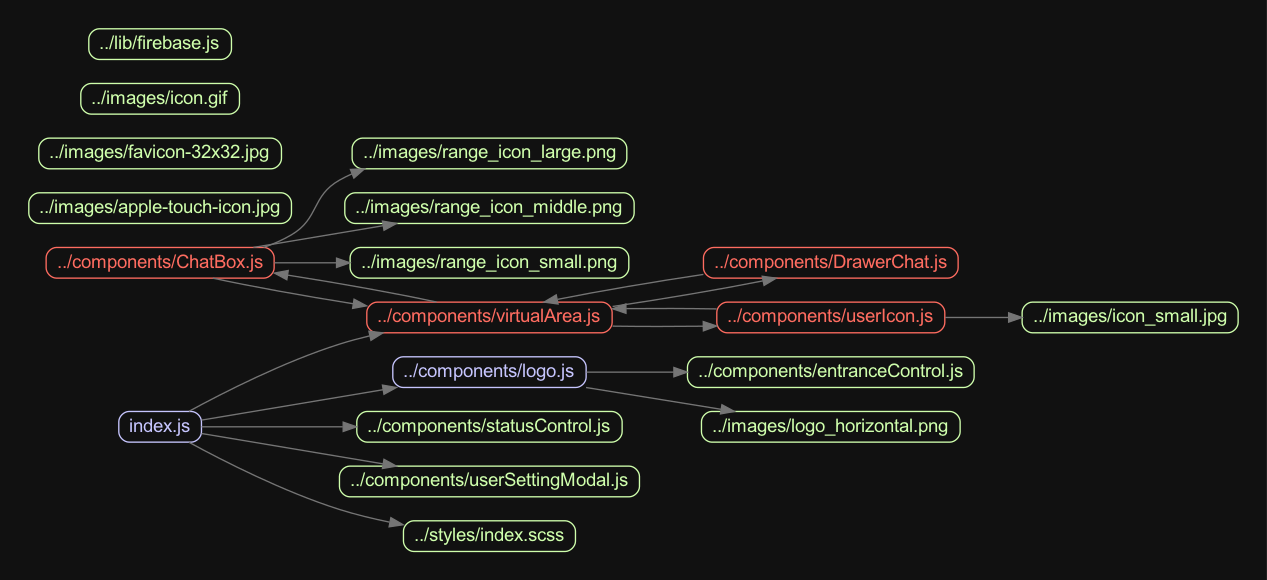 ../lib/firebase.js
../images/icon.gif
../images/favicon-32x32.jpg
../images/range_icon_large.png
../images/apple-touch-icon.jpg
../images/range_icon_middle.png
../components/ChatBox.js
../images/range_icon_small.png
../components/DrawerChat.js
../components/virtualArea.js
../components/userIcon.js
../images/icon_small.jpg
../components/logo.js
../components/entranceControl.js
index.js
../components/statusControl.js
../images/logo_horizontal.png
../components/userSettingModal.js
../styles/index.scss